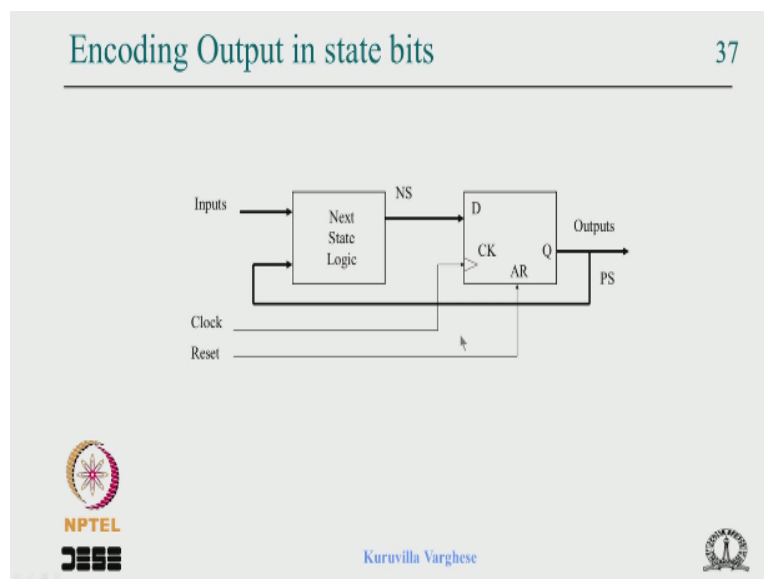 Encoding Output in state bits
37
Inputs
Next
State
Logic
NS
D
CK
Q
AR
Outputs
PS
Clock
Reset
NPTEL
DESE
Kuruvilla Varghese